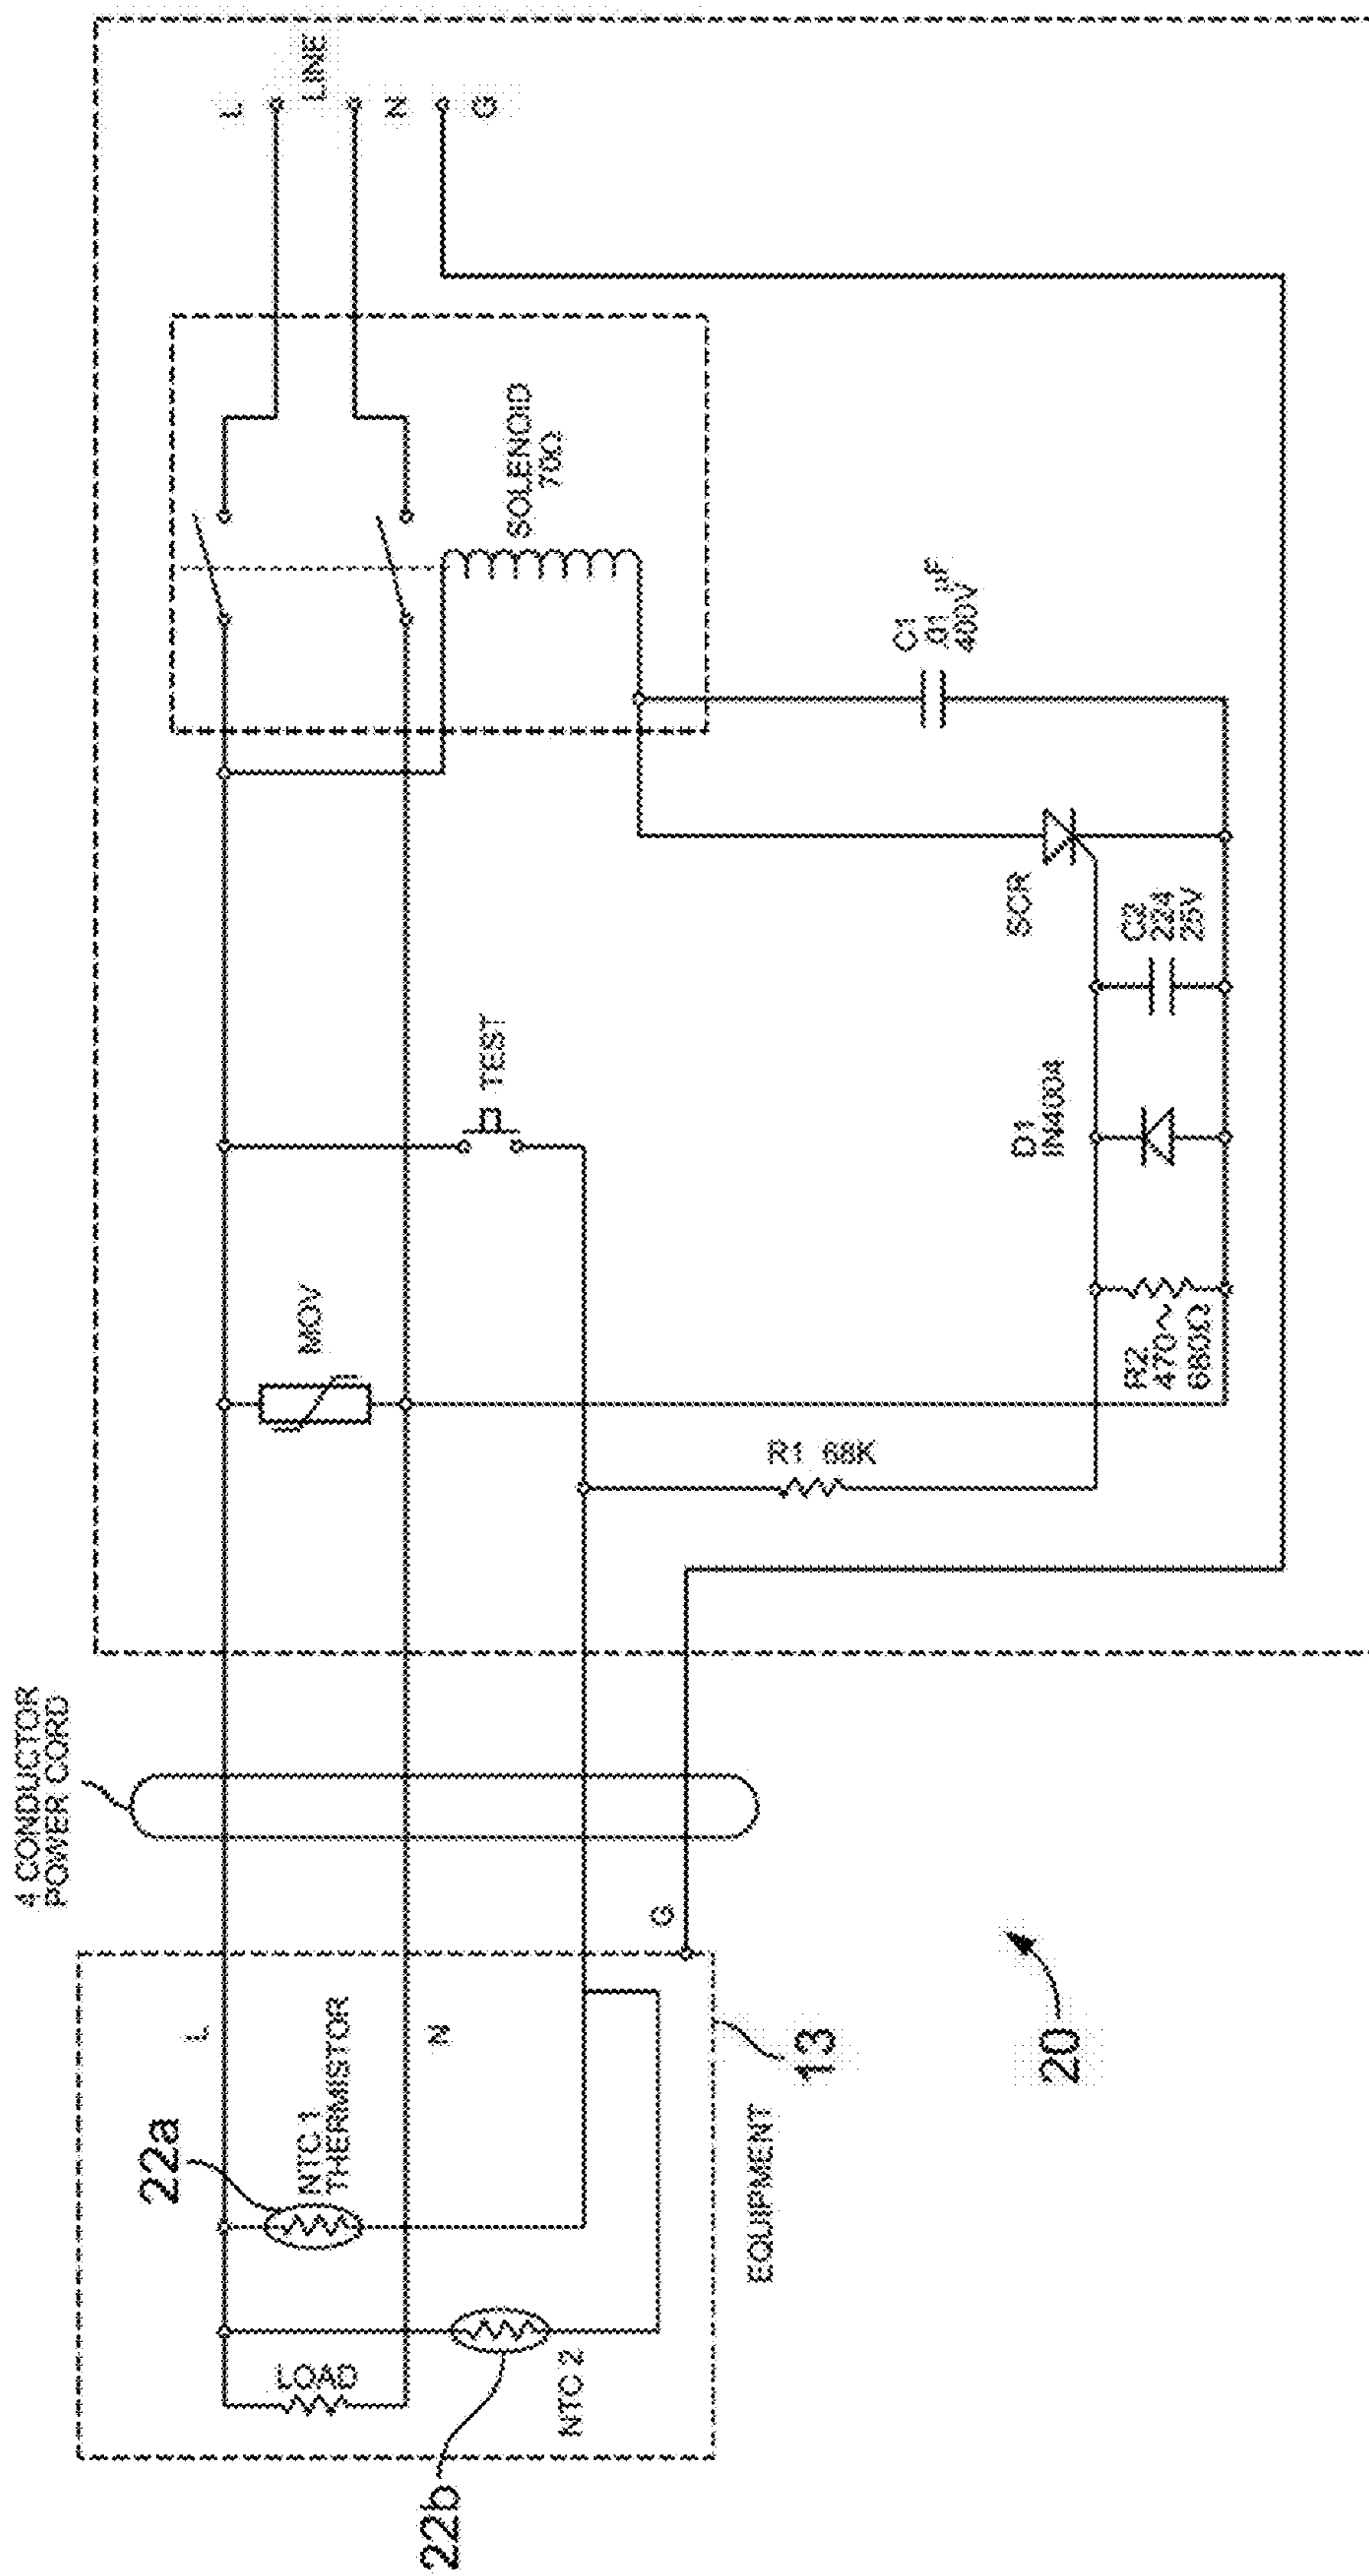 4 CONDUCTOR
POWER CORD
22a
L
NTC 1
THERMISTOR
N
LOAD
22b
NTC 2
G
13
EQUIPMENT
20
MOV
TEST
R1 68K
R2
470~
680Ω
D1
IN4004
C2
224
25V
SCR
C1
.01 µF
400V
SOLENOID
70Ω
L
LINE
N
G